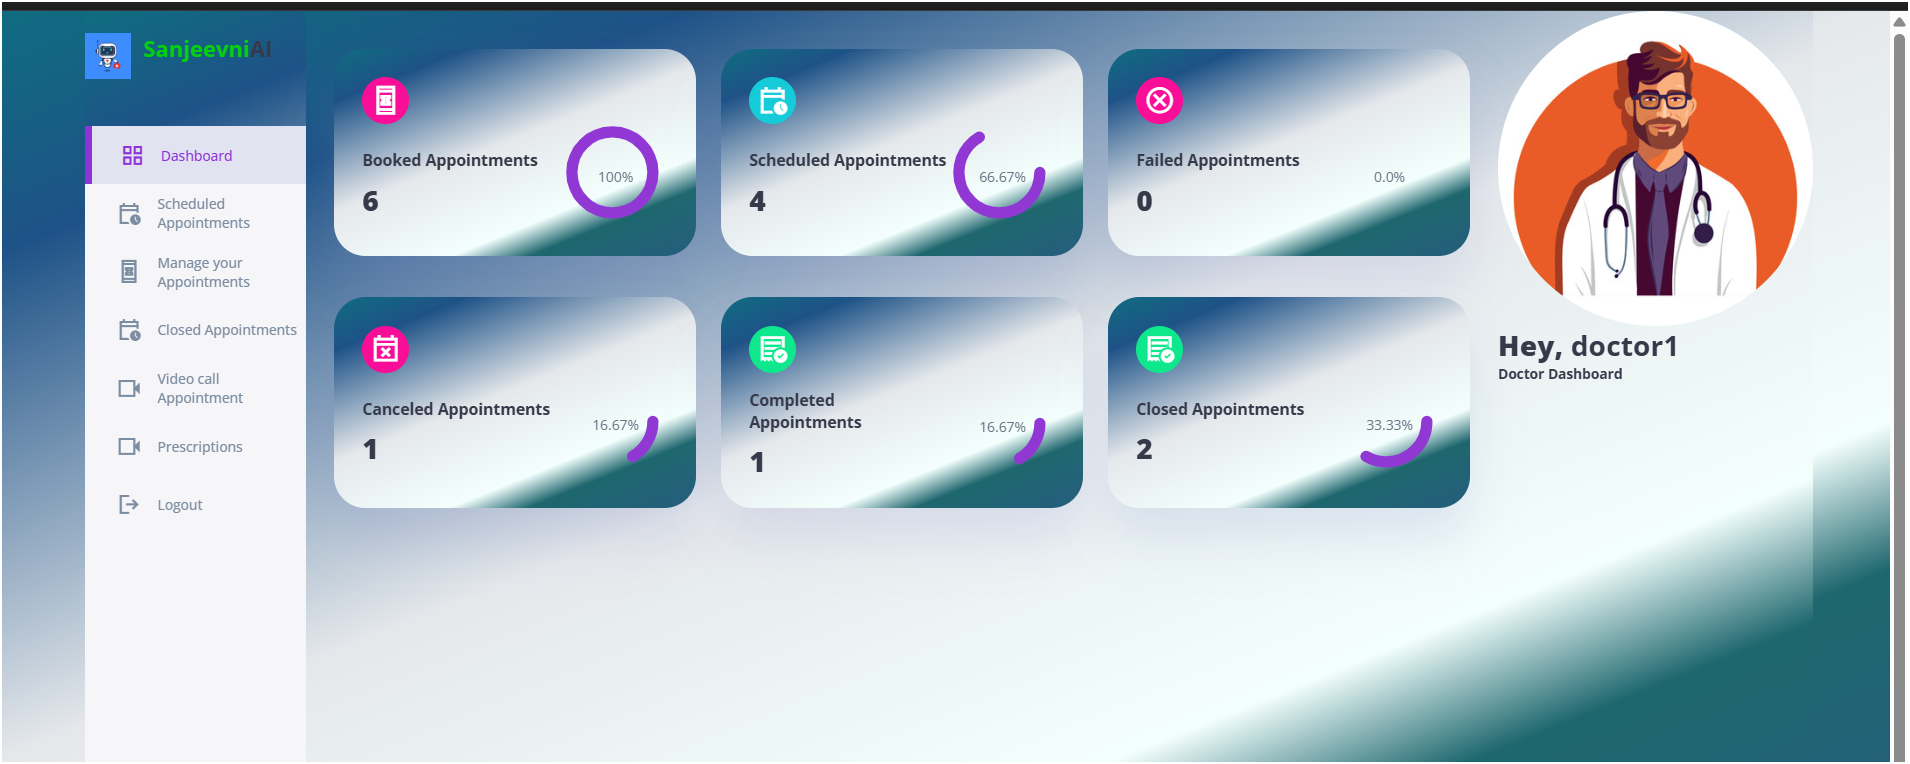 SanjeevniAI
Dashboard
Scheduled
Appointments
Manage your
Appointments
Closed Appointments
Video call
Appointment
Prescriptions
Logout
Booked Appointments
6
100%
Scheduled Appointments
4
66.67%
Failed Appointments
0
0.0%
Canceled Appointments
1
16.67%
Completed
Appointments
1
16.67%
Closed Appointments
2
33.33%
Hey, doctor1
Doctor Dashboard